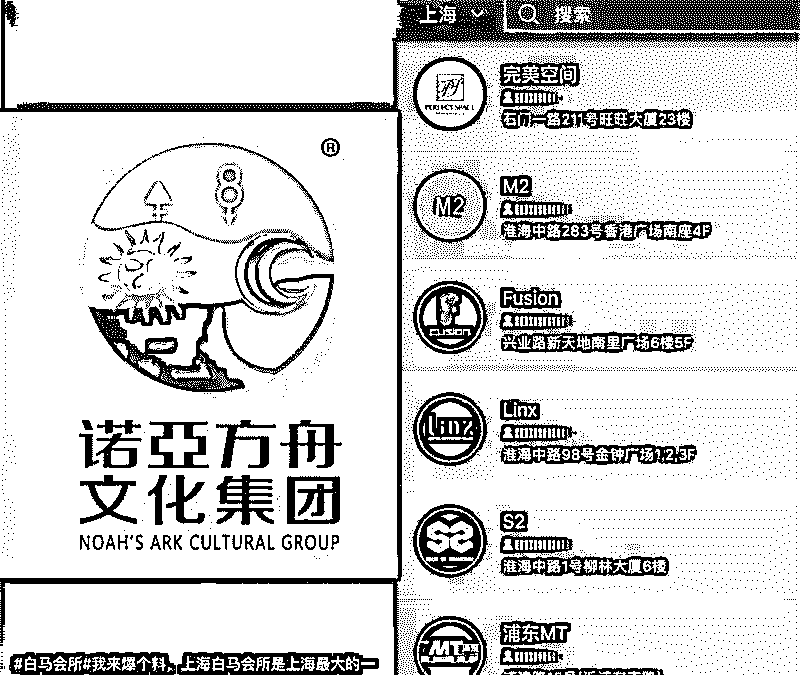 ®
诺亞方舟
文化集团
NOAH'S ARK CULTURAL GROUP
#白马会所#我来爆个料，上海白马会所是上海最大的一
上海
搜索
PERFECT SPACE
完美空间
石门一路211号旺旺大厦23楼
M2
M2
淮海中路283号香港广场南座4F
FUSION
Fusion
兴业路新天地南里广场6楼5F
Linx
Linx
淮海中路98号金钟广场1,2,3F
S2
S2
淮海中路1号柳林大厦6楼
MT
浦东MT